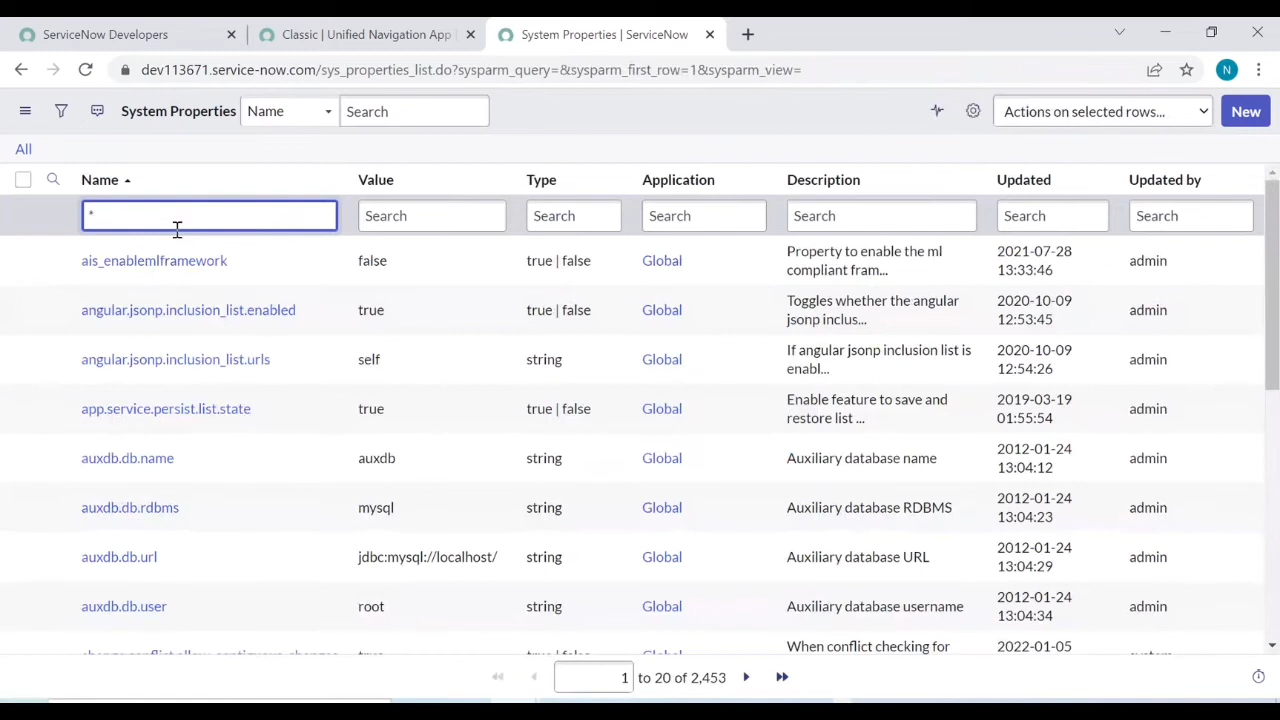 ServiceNow Developers
Classic | Unified Navigation App |
System Properties | ServiceNow
dev113671.service-now.com/sys_properties_list.do?sysparm_query=&sysparm_first_row=1&sysparm_view=
N
System Properties
Name
Search
Actions on selected rows...
New
All
Name Value Type Application Description Updated Updated by
* Search Search Search Search Search Search
ais_enablemlframework false true | false Global Property to enable the ml compliant fram... 2021-07-28 13:33:46 admin
angular.jsonp.inclusion_list.enabled true true | false Global Toggles whether the angular jsonp inclus... 2020-10-09 12:53:45 admin
angular.jsonp.inclusion_list.urls self string Global If angular jsonp inclusion list is enabl... 2020-10-09 12:54:26 admin
app.service.persist.list.state true true | false Global Enable feature to save and restore list ... 2019-03-19 01:55:54 admin
auxdb.db.name auxdb string Global Auxiliary database name 2012-01-24 13:04:12 admin
auxdb.db.rdbms mysql string Global Auxiliary database RDBMS 2012-01-24 13:04:23 admin
auxdb.db.url jdbc:mysql://localhost/ string Global Auxiliary database URL 2012-01-24 13:04:29 admin
auxdb.db.user root string Global Auxiliary database username 2012-01-24 13:04:34 admin
When conflict checking for 2022-01-05
1 to 20 of 2,453